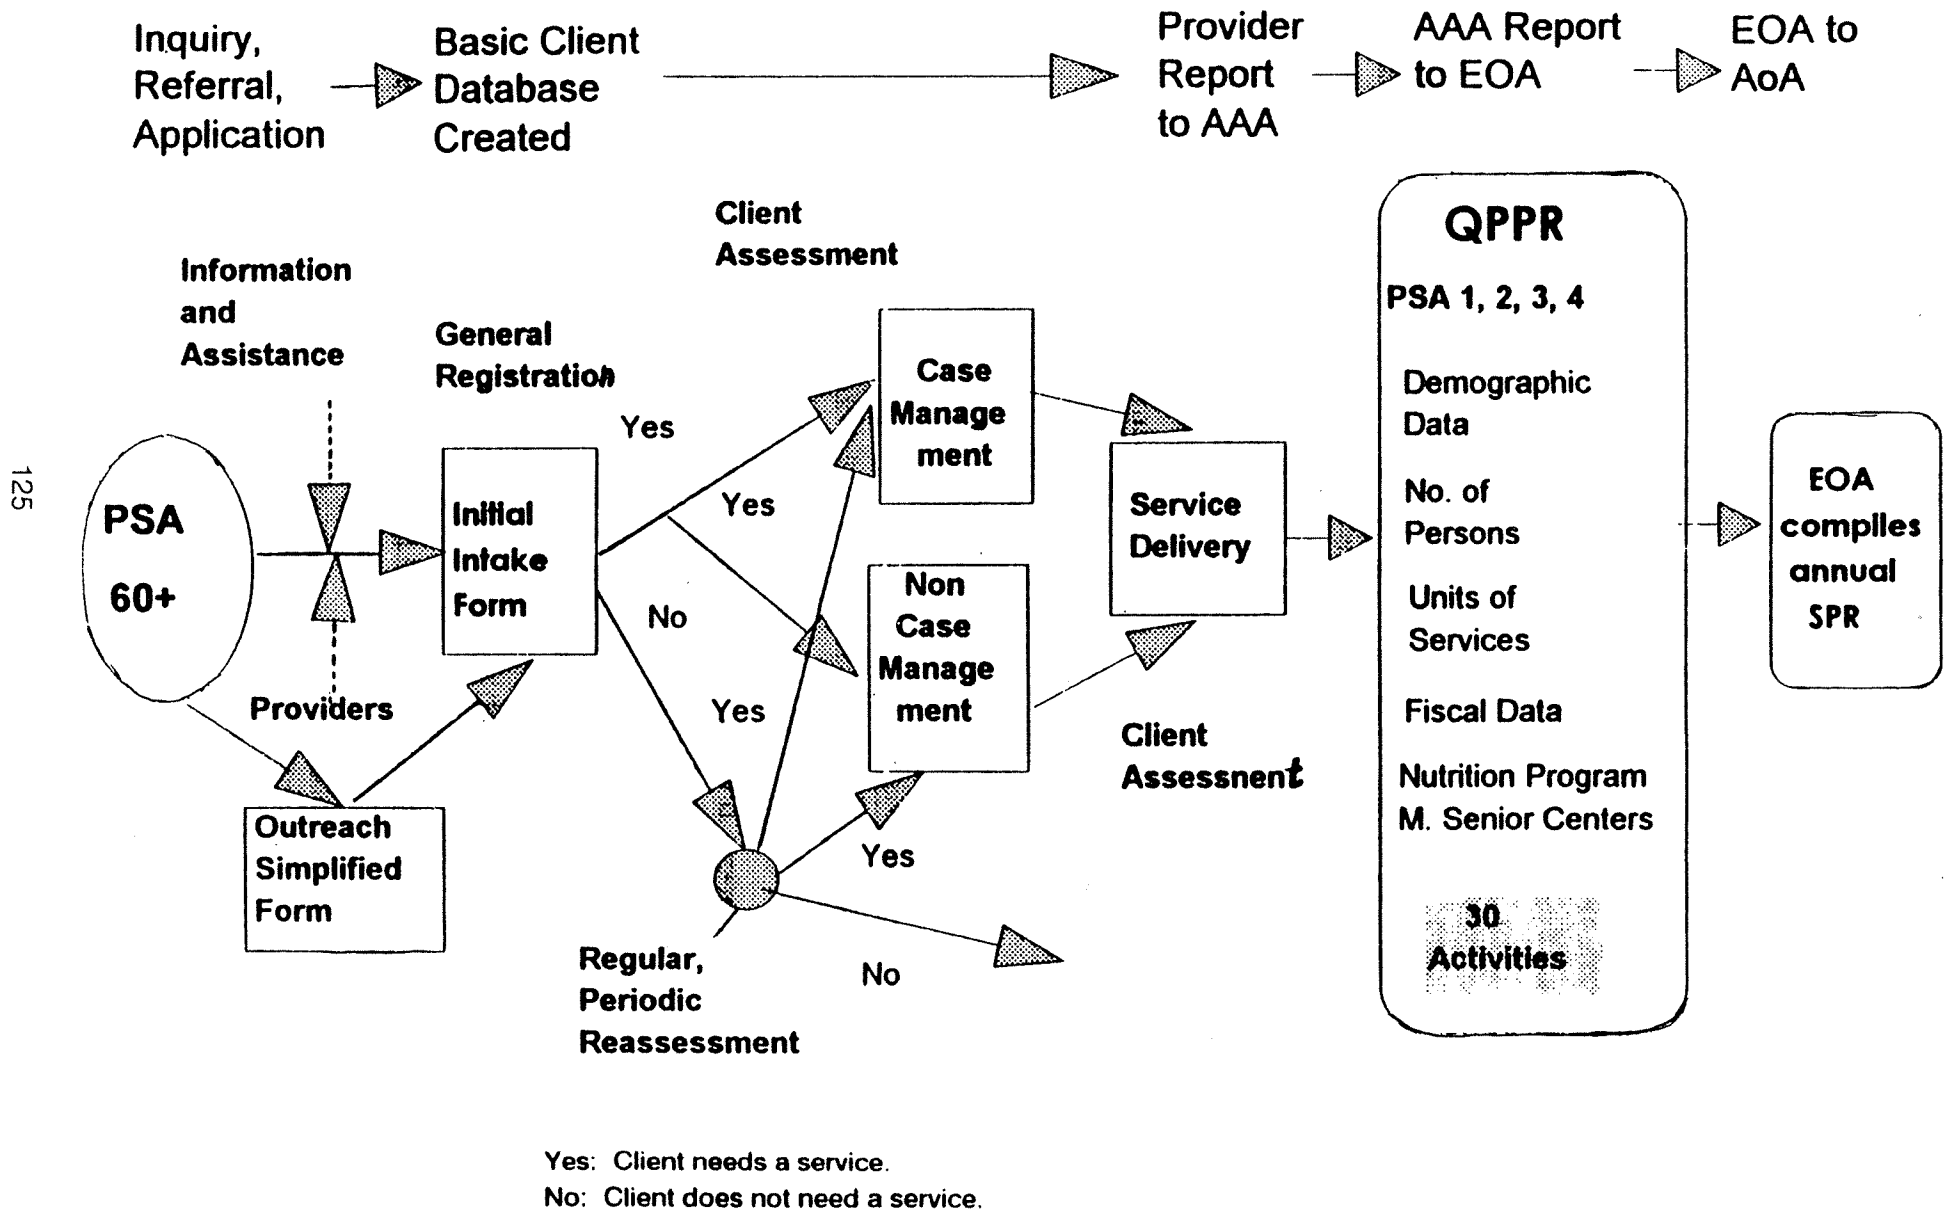 Inquiry,
Referral,
Application
Basic Client
Database
Created
Provider
Report
to AAA
AAA Report
to EOA
EOA to
AoA
125
Information
and
Assistance
General
Registration
Client
Assessment
PSA
60+
Providers
Outreach
Simplified
Form
Initial
Intake
Form
Yes
Yes
No
Yes
Yes
No
Regular,
Periodic
Reassessment
Case
Manage
ment
Non
Case
Manage
ment
Service
Delivery
Client
Assessnent
QPPR
PSA 1, 2, 3, 4
Demographic
Data
No. of
Persons
Units of
Services
Fiscal Data
Nutrition Program
M. Senior Centers
30
Activities
EOA
compiles
annual
SPR
Yes: Client needs a service.
No: Client does not need a service.